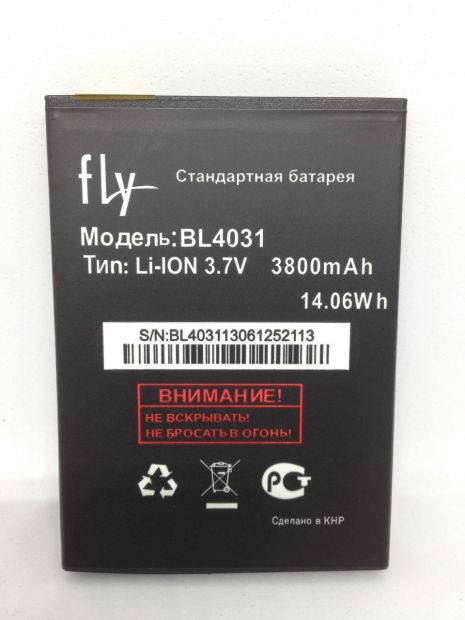 fly
Стандартная батарея
Модель:BL4031
Тип: Li-ION 3.7V 3800mAh
14.06Wh
S/N:BL403113061252113
ВНИМАНИЕ!
НЕ ВСКРЫВАТЬ!
НЕ БРОСАТЬ В ОГОНЬ!
РСТ
Сделано в КНР